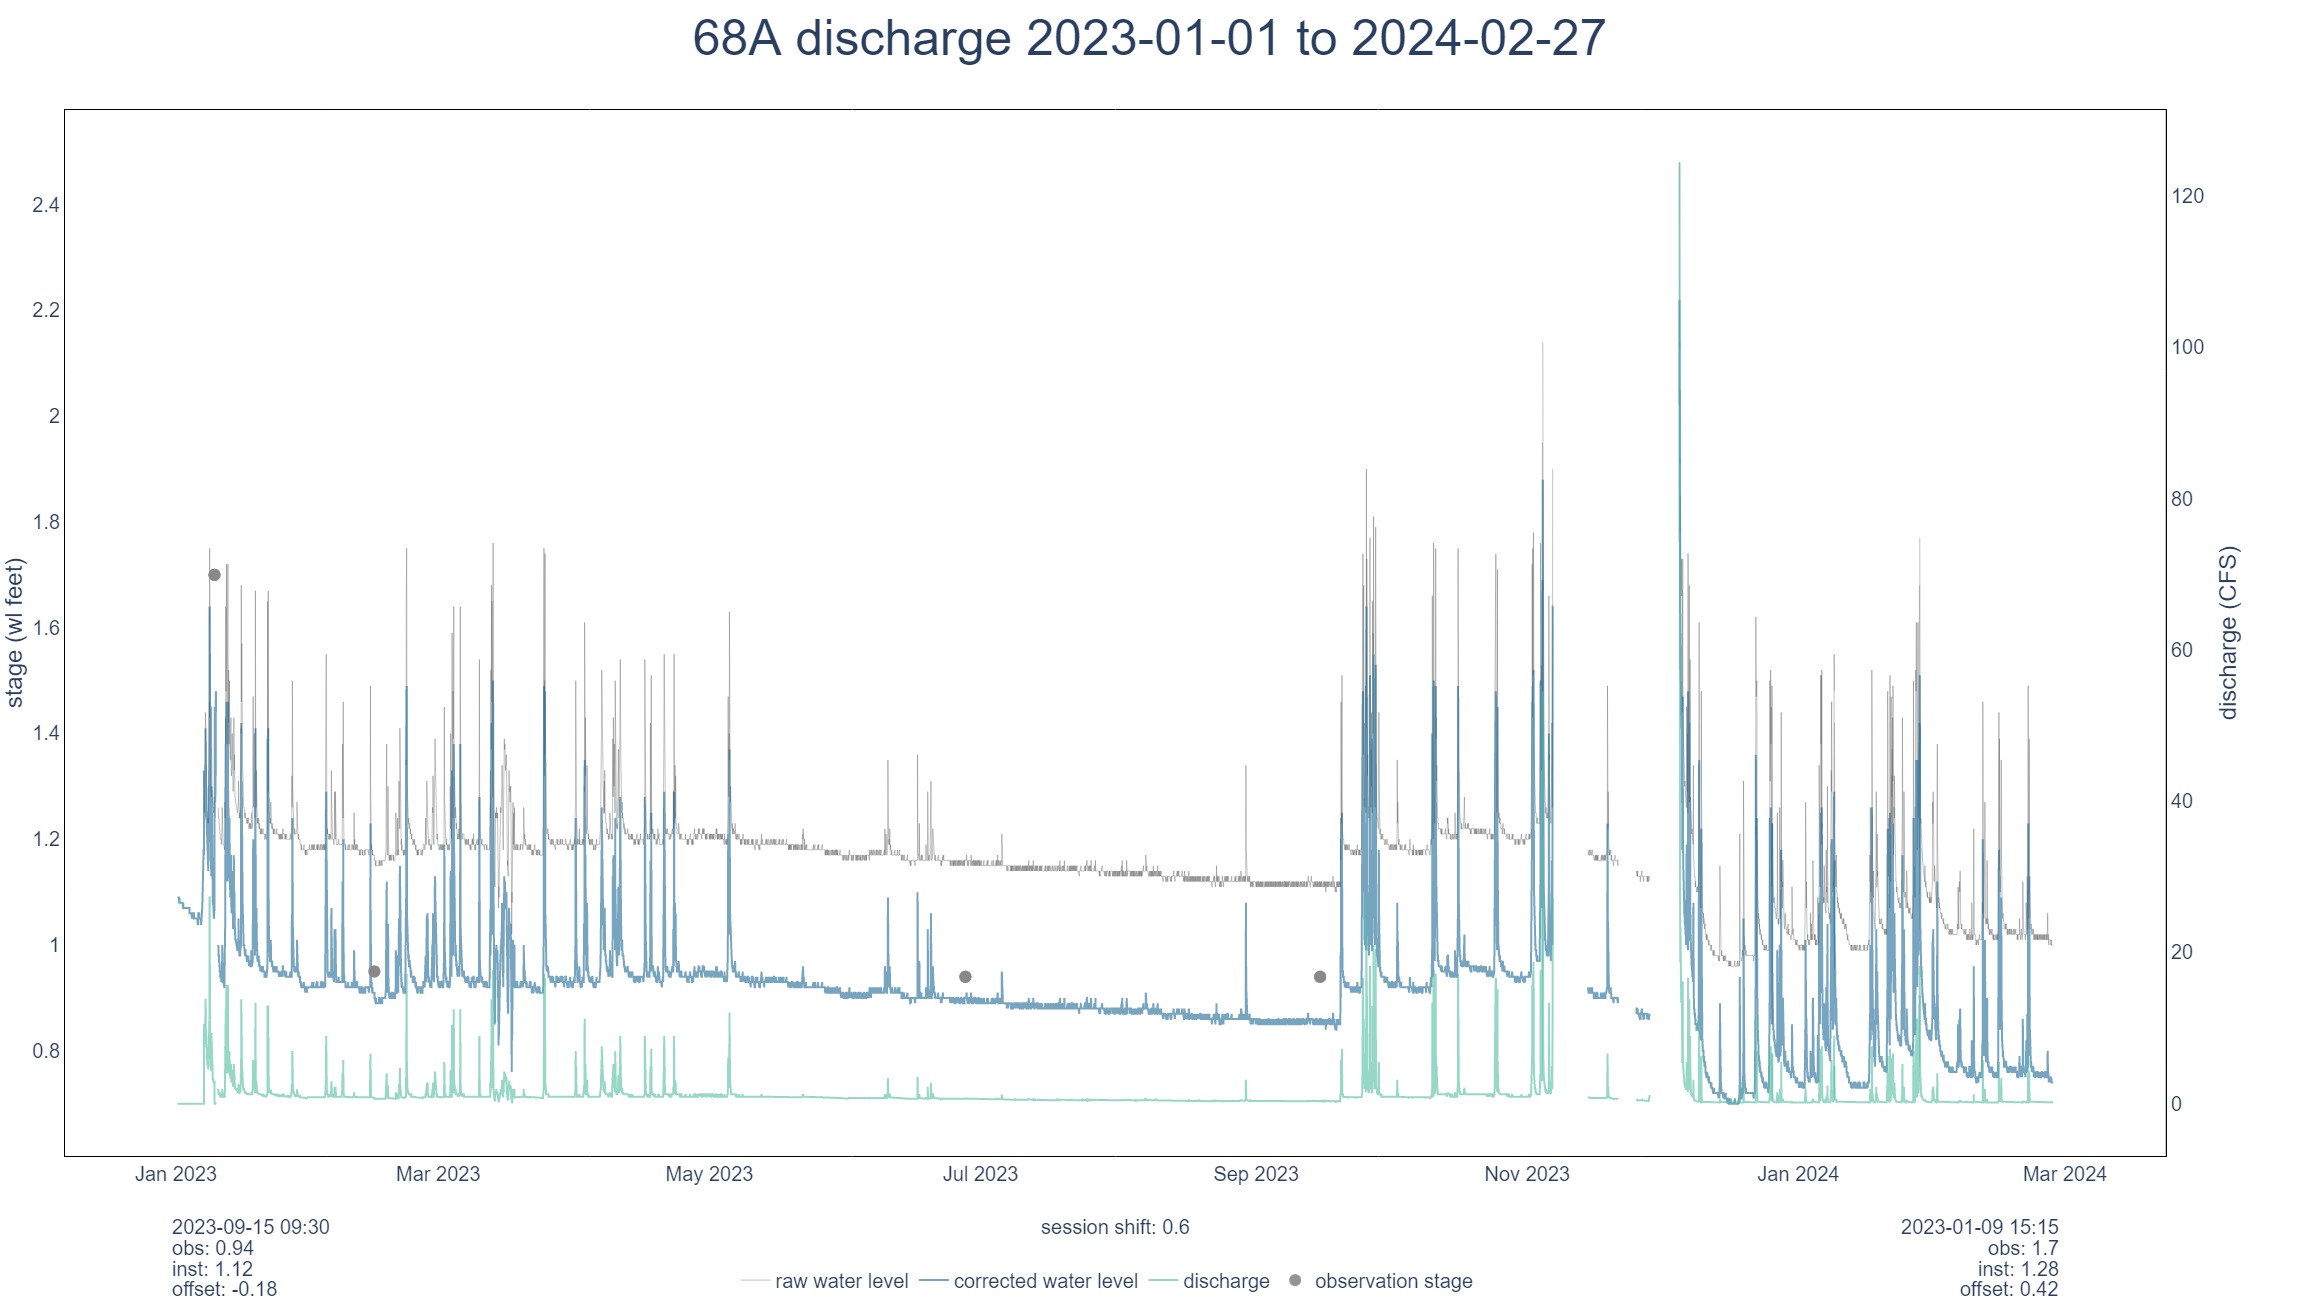 68A discharge 2023-01-01 to 2024-02-27
stage (wl feet)
2.4
2.2
2
1.8
1.6
1.4
1.2
1
0.8
120
100
80
60
40
20
0
discharge (CFS)
Jan 2023 Mar 2023 May 2023 Jul 2023 Sep 2023 Nov 2023 Jan 2024 Mar 2024
2023-09-15 09:30
obs: 0.94
inst: 1.12
offset: -0.18
session shift: 0.6
2023-01-09 15:15
obs: 1.7
inst: 1.28
offset: 0.42
raw water level corrected water level discharge observation stage